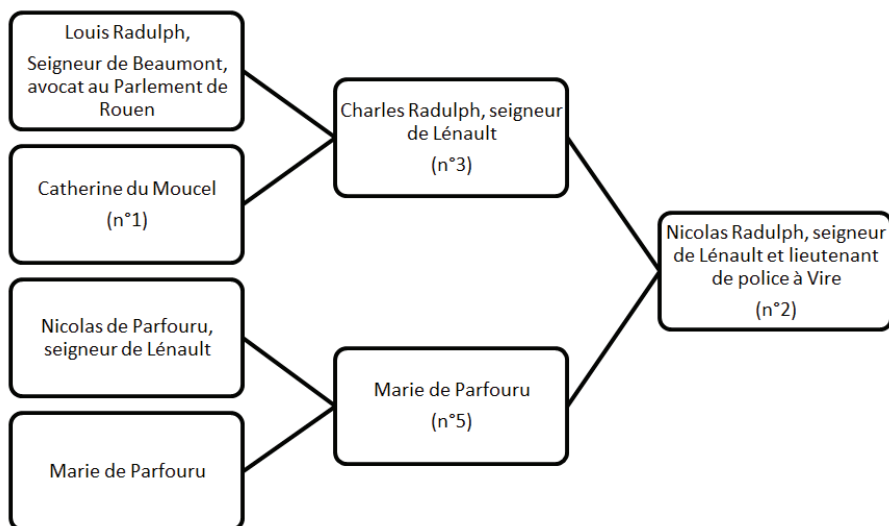 Louis Radulph,
Seigneur de Beaumont,
avocat au Parlement de
Rouen
Catherine du Moucel
(n°1)
Nicolas de Parfouru,
seigneur de Lénault
Marie de Parfouru
Charles Radulph, seigneur
de Lénault
(n°3)
Marie de Parfouru
(n°5)
Nicolas Radulph, seigneur
de Lénault et lieutenant
de police à Vire
(n°2)